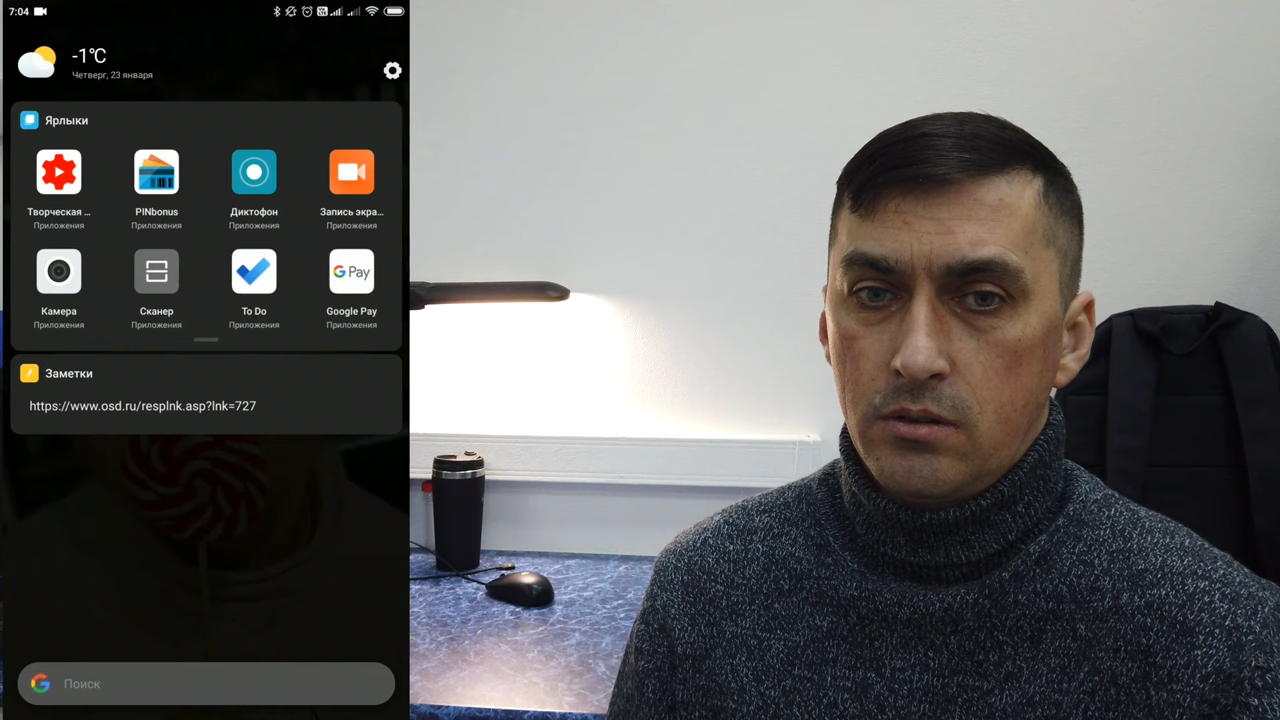 7:04
-1°C
Четверг, 23 января
Ярлыки
Творческая ...
PINbonus
Диктофон
Запись экра...
Приложения
Приложения
Приложения
Приложения
G Pay
Камера
Сканер
To Do
Google Pay
Приложения
Приложения
Приложения
Приложения
Заметки
https://www.osd.ru/resplnk.asp?lnk=727
G Поиск